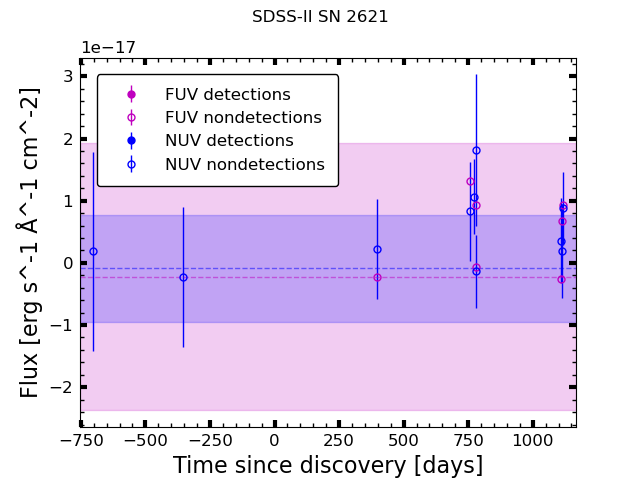 SDSS-II SN 2621
1e−17
FUV detections
FUV nondetections
NUV detections
NUV nondetections
3
2
1
0
−1
−2
Flux [erg s^-1 Å^-1 cm^-2]
−750 −500 −250 0 250 500 750 1000
Time since discovery [days]